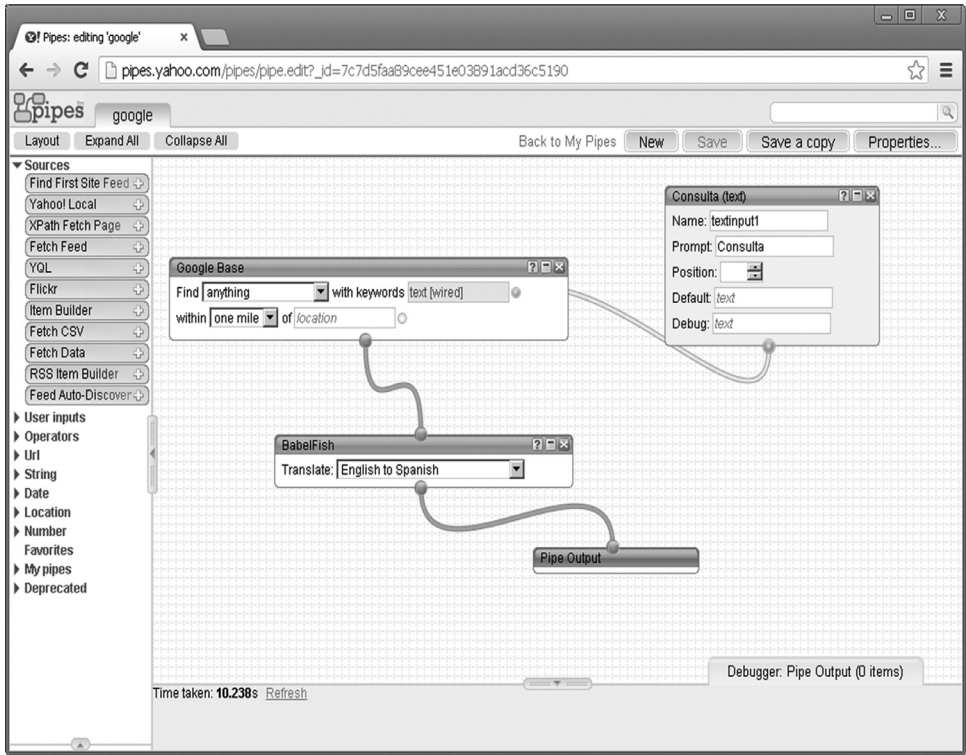 Y! Pipes: editing 'google' ×
pipes.yahoo.com/pipes/pipe.edit?_id=7c7d5faa89cee451e03891acd36c5190
pipes google
Layout Expand All Collapse All Back to My Pipes New Save Save a copy Properties...
Sources
Find First Site Feed
Yahoo! Local
XPath Fetch Page
Fetch Feed
YQL
Flickr
Item Builder
Fetch CSV
Fetch Data
RSS Item Builder
Feed Auto-Discover
User inputs
Operators
Url
String
Date
Location
Number
Favorites
My pipes
Deprecated
Google Base
Find anything with keywords text [wired]
within one mile of location
Consulta (text)
Name: textinput1
Prompt: Consulta
Position:
Default: text
Debug: text
BabelFish
Translate: English to Spanish
Pipe Output
Debugger: Pipe Output (0 items)
Time taken: 10.238s Refresh